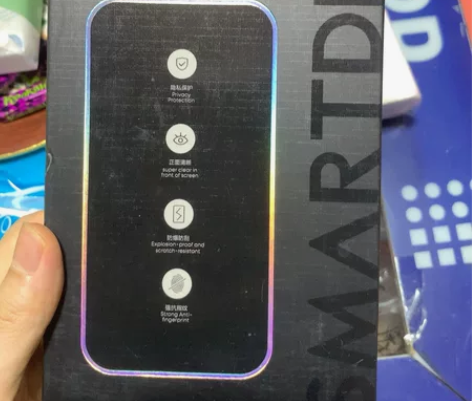 隐私保护
Privacy
Protection
正面清晰
super clear in
front of screen
防爆防刮
Explosion-proof and
scratch-resistant
强抗指纹
Strong Anti-
fingerprint
SMARTD